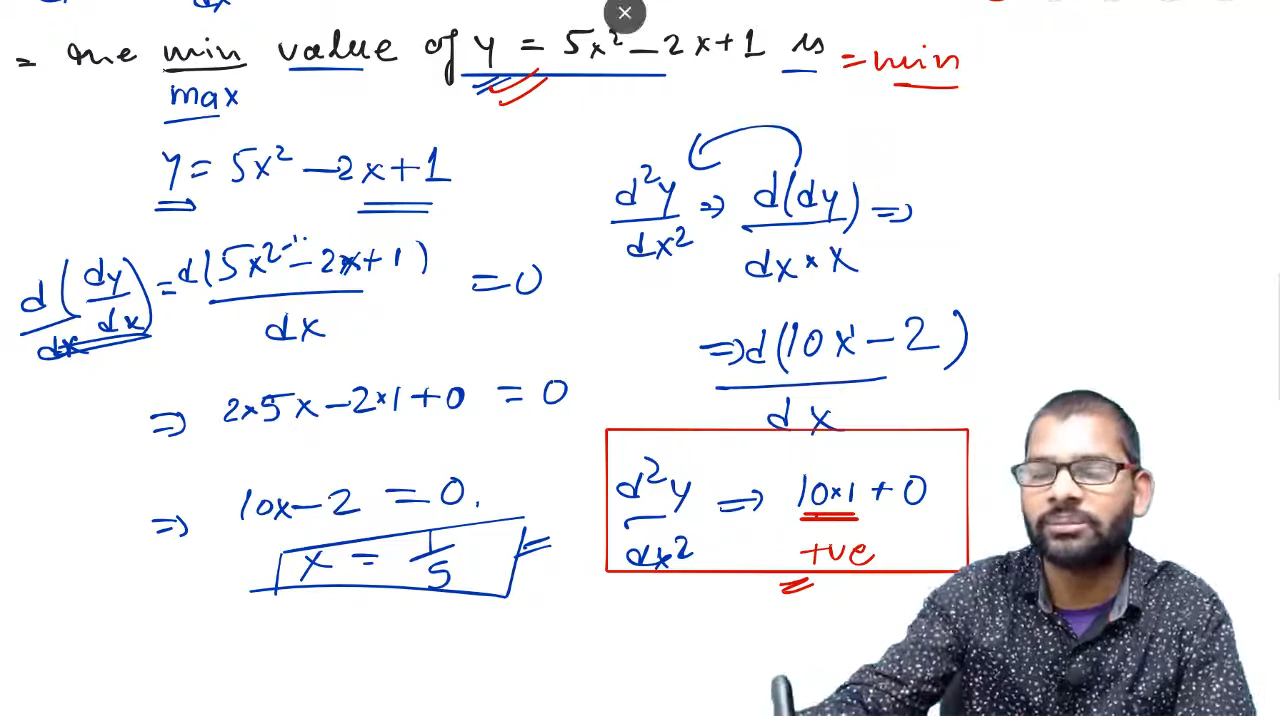 = The min value of y = 5x² - 2x+1 is = min
max
y = 5x² - 2x+1
d(dy/dx)/dx = d(5x² - 2x+1)/dx = 0
⇒ 2×5x - 2×1 + 0 = 0
⇒ 10x - 2 = 0.
x = 1/5
d²y/dx² ⇒ d(dy)/dx×x ⇒
⇒ d(10x¹ - 2)/dx
d²y/dx² ⇒ 10×1 + 0
+ve